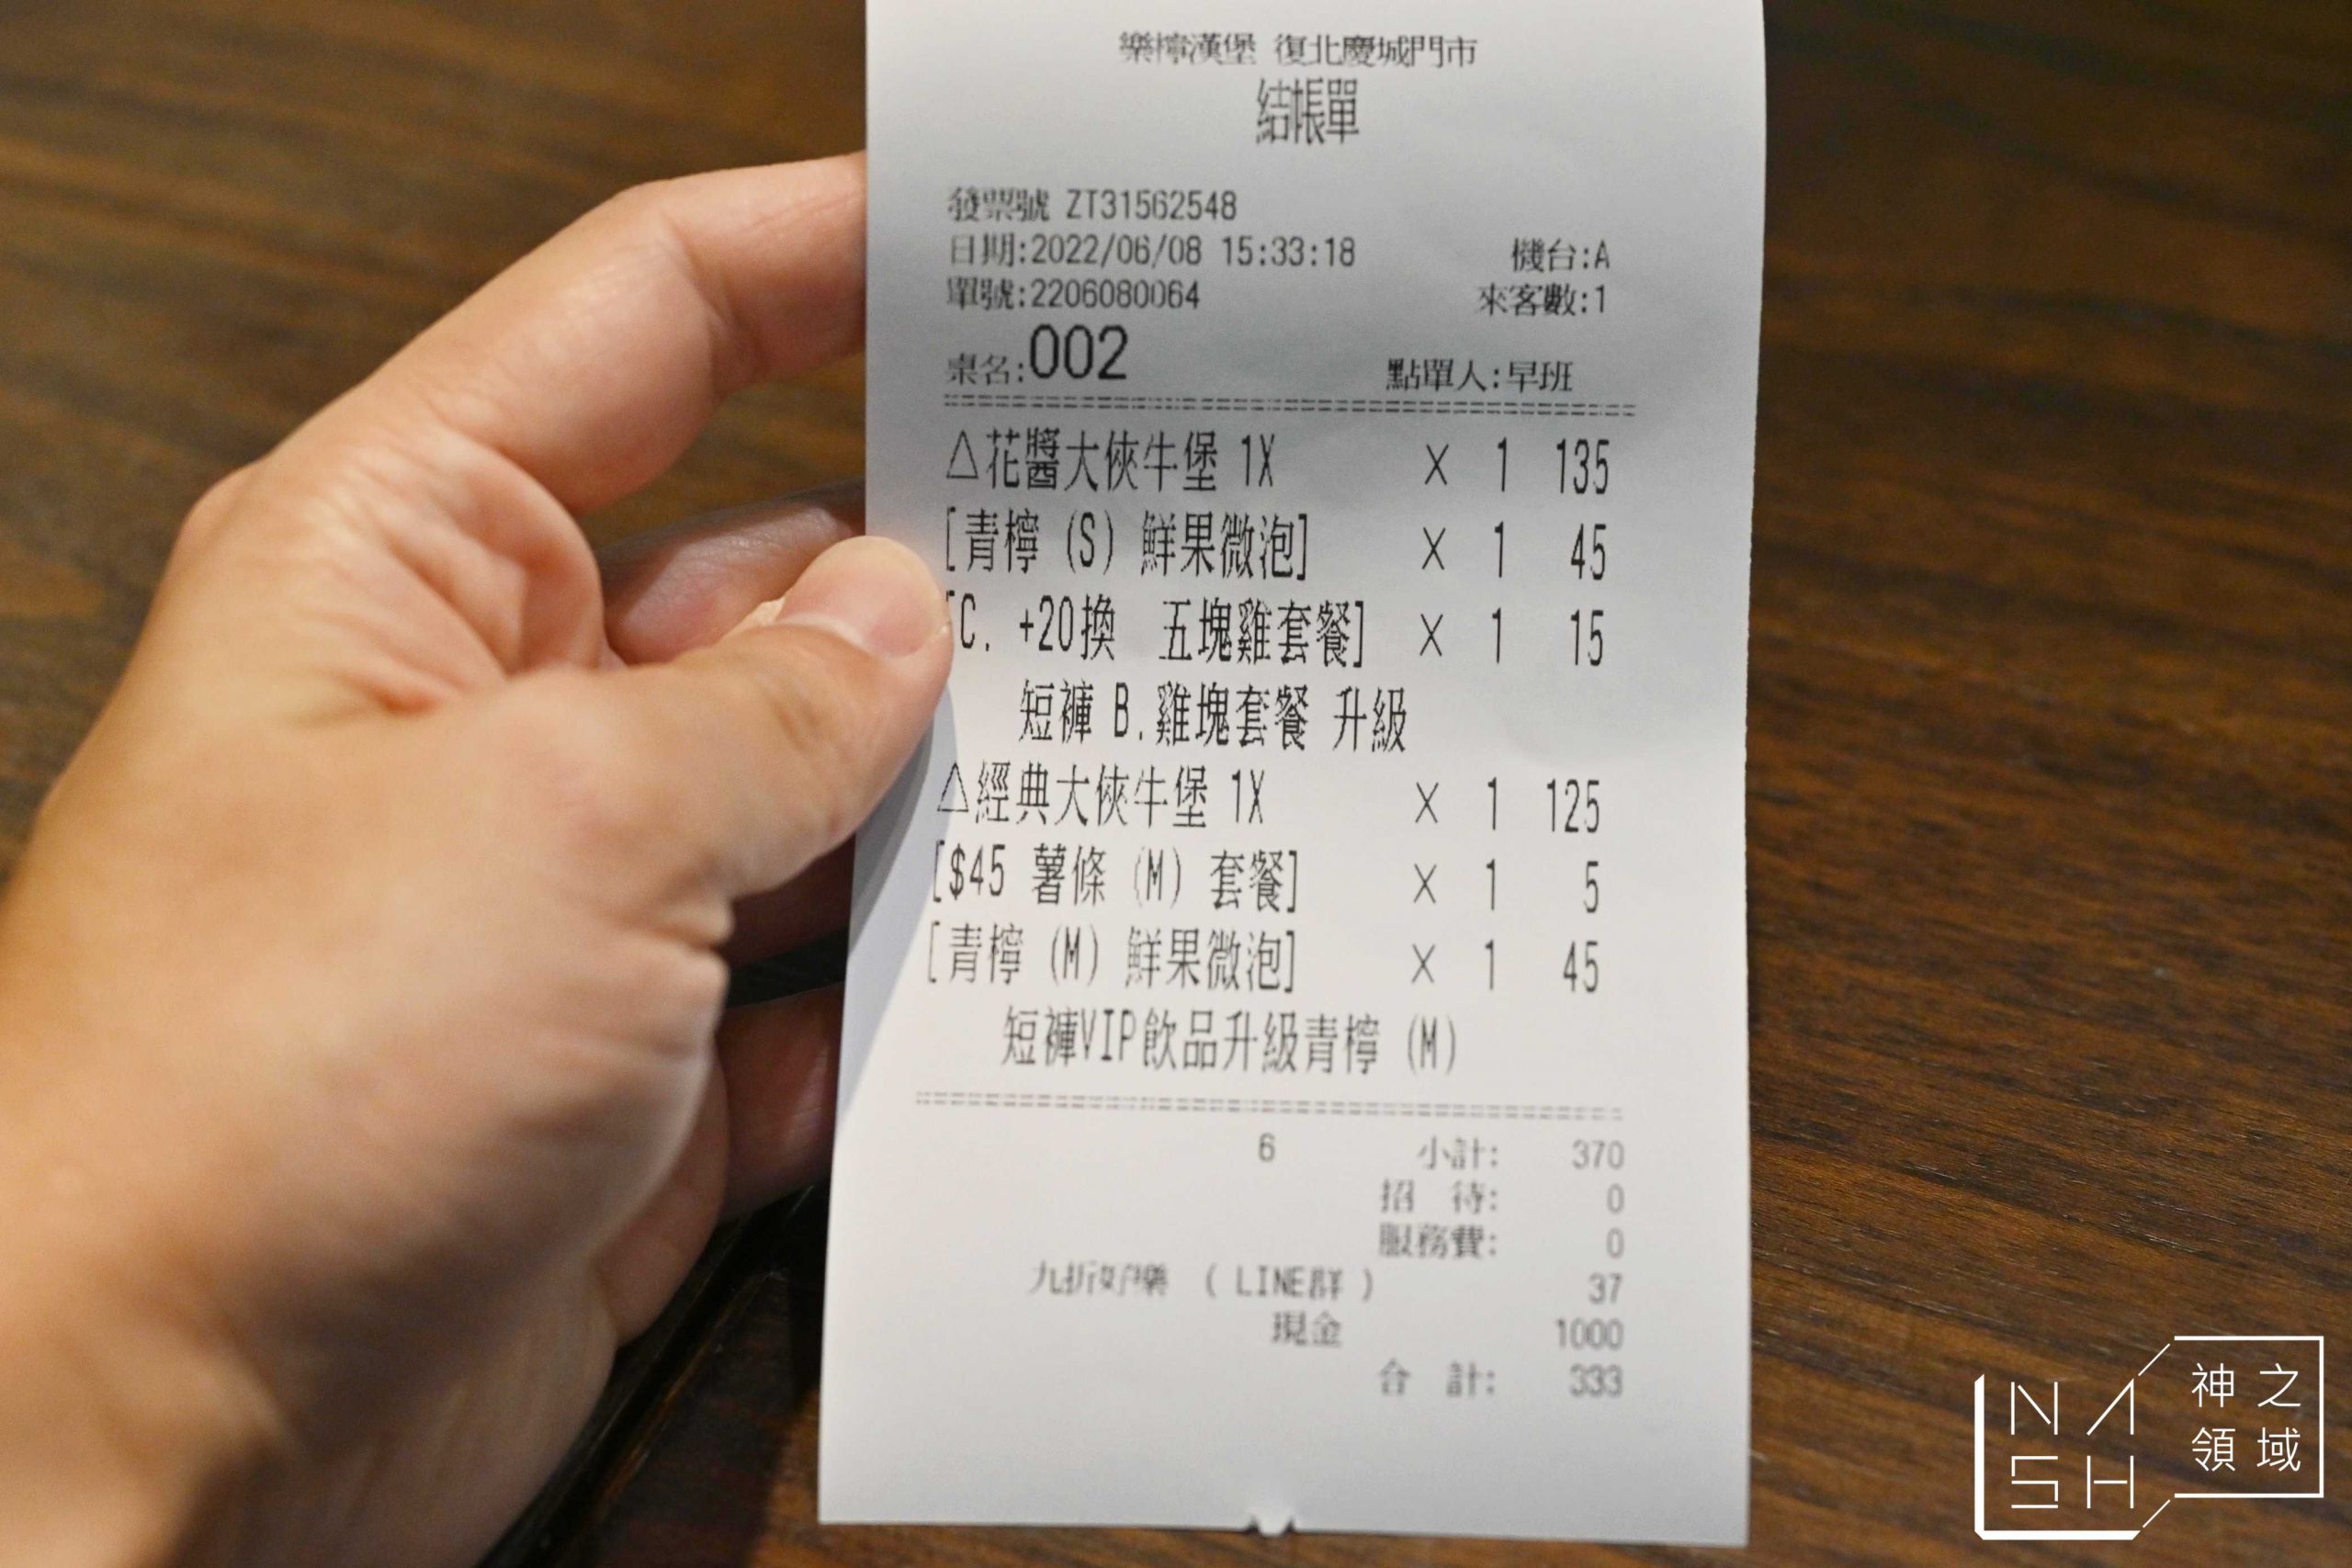 樂檸漢堡 復北慶城門市
結帳單
發票號 ZT31562548
日期:2022/06/08 15:33:18 機台:A
單號:2206080064 來客數:1
桌名:002 點單人:早班
△花醬大俠牛堡 1X × 1 135
[青檸 (S) 鮮果微泡] × 1 45
[C. +20換 五塊雞套餐] × 1 15
短褲 B.雞塊套餐 升級
△經典大俠牛堡 1X × 1 125
[$45 薯條 (M) 套餐] × 1 5
[青檸 (M) 鮮果微泡] × 1 45
短褲VIP飲品升級青檸 (M)
6 小計: 370
招 待: 0
服務費: 0
九折好樂 ( LINE群 ) 37
現金 1000
合 計: 333
NASH
神之
領域